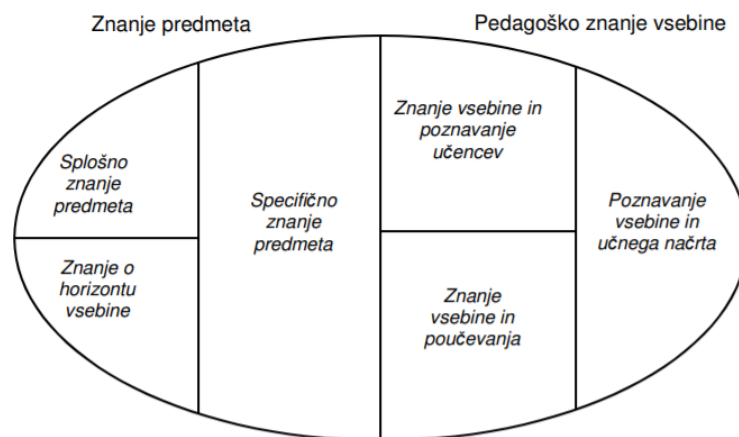 Znanje predmeta
Pedagoško znanje vsebine
Splošno
znanje
predmeta
Znanje o
horizontu
vsebine
Specifično
znanje
predmeta
Znanje vsebine in
poznavanje
učencev
Znanje
vsebine in
poučevanja
Poznavanje
vsebine in
učnega načrta